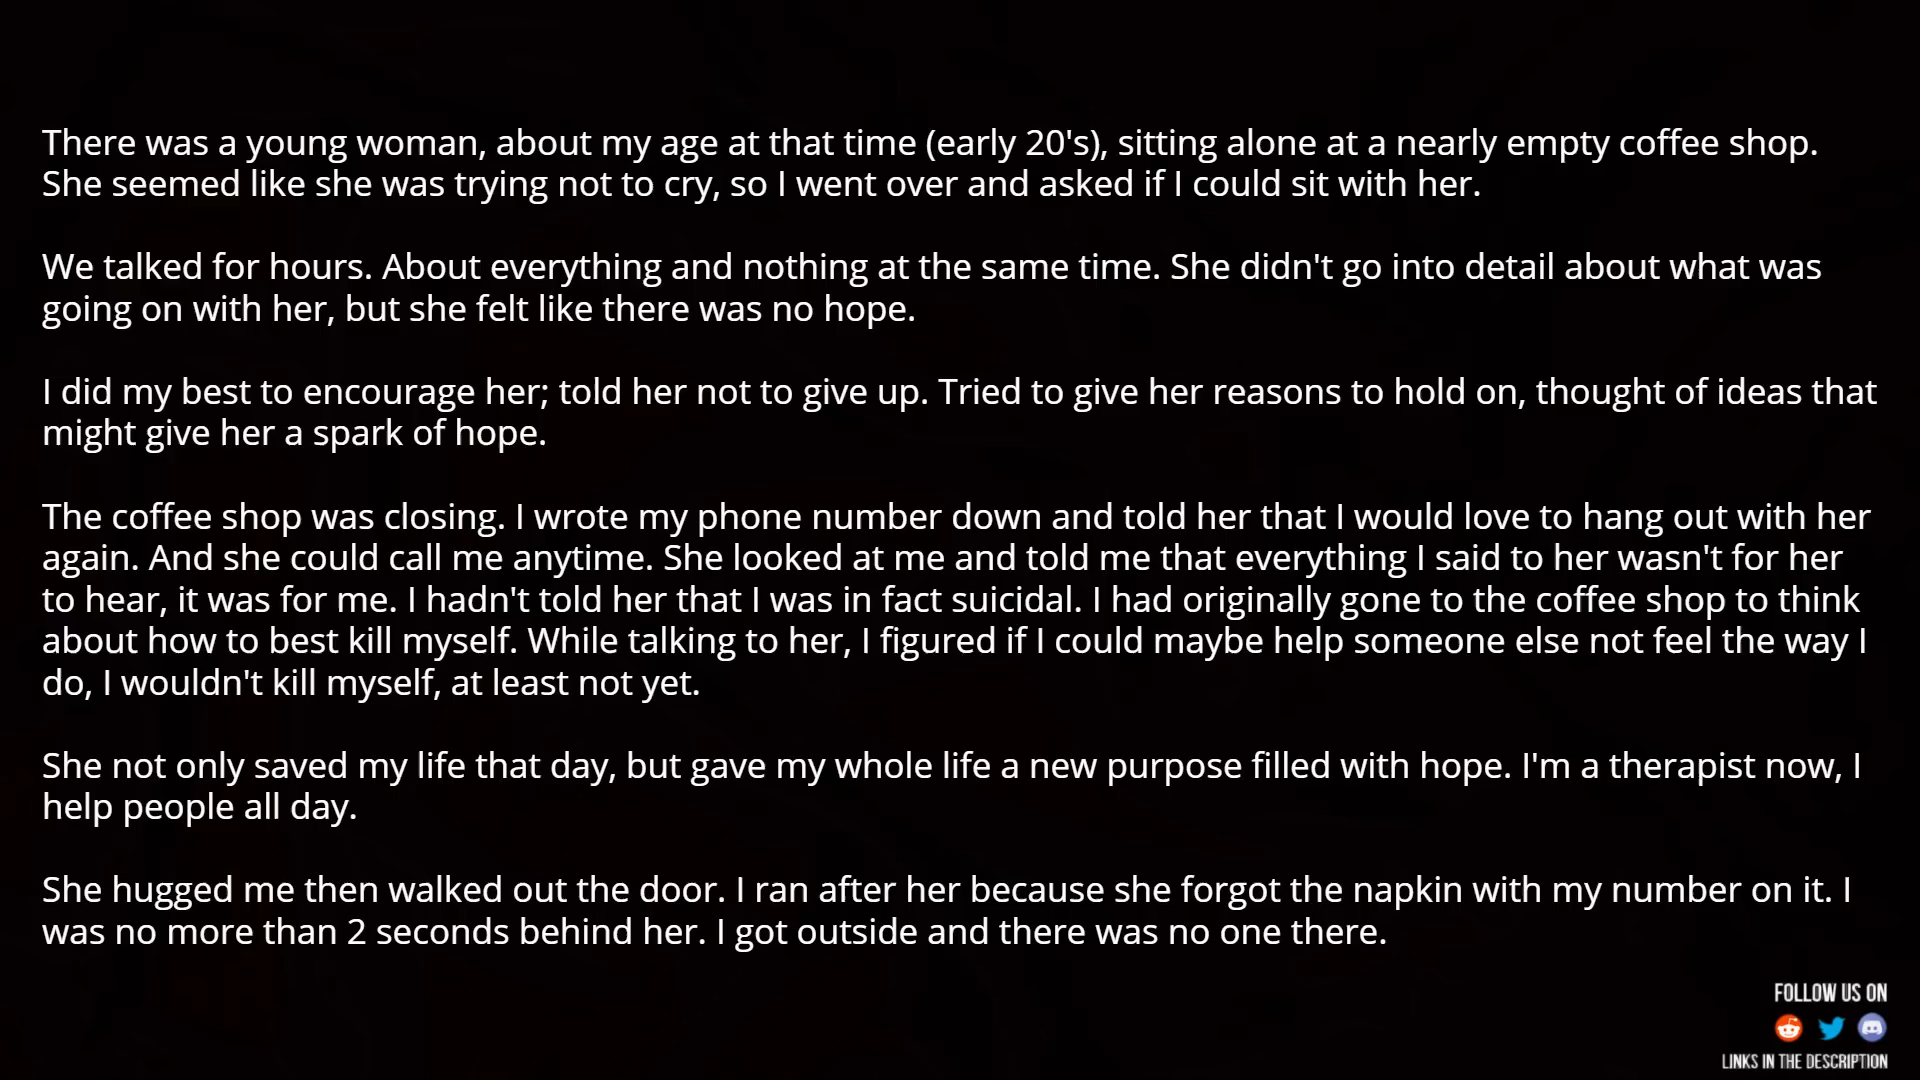 There was a young woman, about my age at that time (early 20's), sitting alone at a nearly empty coffee shop.
She seemed like she was trying not to cry, so I went over and asked if I could sit with her.
We talked for hours. About everything and nothing at the same time. She didn't go into detail about what was
going on with her, but she felt like there was no hope.
I did my best to encourage her; told her not to give up. Tried to give her reasons to hold on, thought of ideas that
might give her a spark of hope.
The coffee shop was closing. I wrote my phone number down and told her that I would love to hang out with her
again. And she could call me anytime. She looked at me and told me that everything I said to her wasn't for her
to hear, it was for me. I hadn't told her that I was in fact suicidal. I had originally gone to the coffee shop to think
about how to best kill myself. While talking to her, I figured if I could maybe help someone else not feel the way I
do, I wouldn't kill myself, at least not yet.
She not only saved my life that day, but gave my whole life a new purpose filled with hope. I'm a therapist now, I
help people all day.
She hugged me then walked out the door. I ran after her because she forgot the napkin with my number on it. I
was no more than 2 seconds behind her. I got outside and there was no one there.
FOLLOW US ON
LINKS IN THE DESCRIPTION